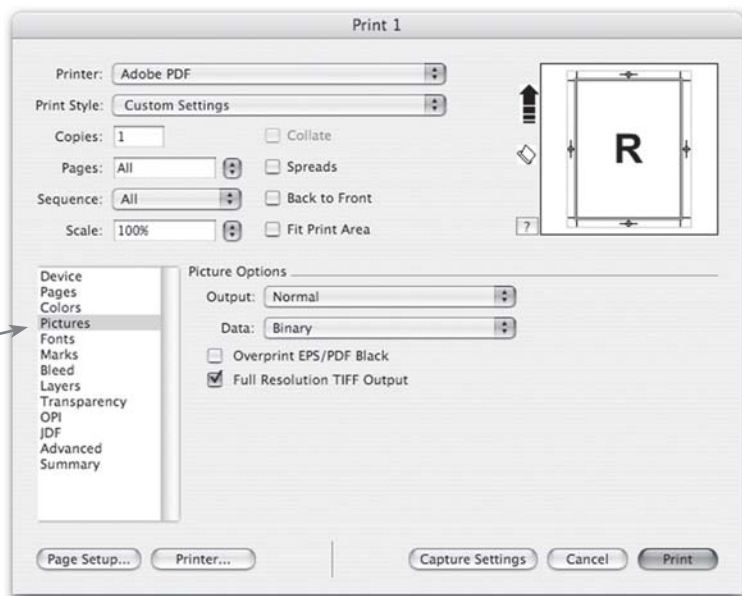 Print 1
Printer: Adobe PDF
Print Style: Custom Settings
Copies: 1 Collate
Pages: All Spreads
Sequence: All Back to Front
Scale: 100% Fit Print Area
R
?
Device
Pages
Colors
Pictures
Fonts
Marks
Bleed
Layers
Transparency
OPI
JDF
Advanced
Summary
Picture Options
Output: Normal
Data: Binary
Overprint EPS/PDF Black
Full Resolution TIFF Output
Page Setup... Printer... Capture Settings Cancel Print